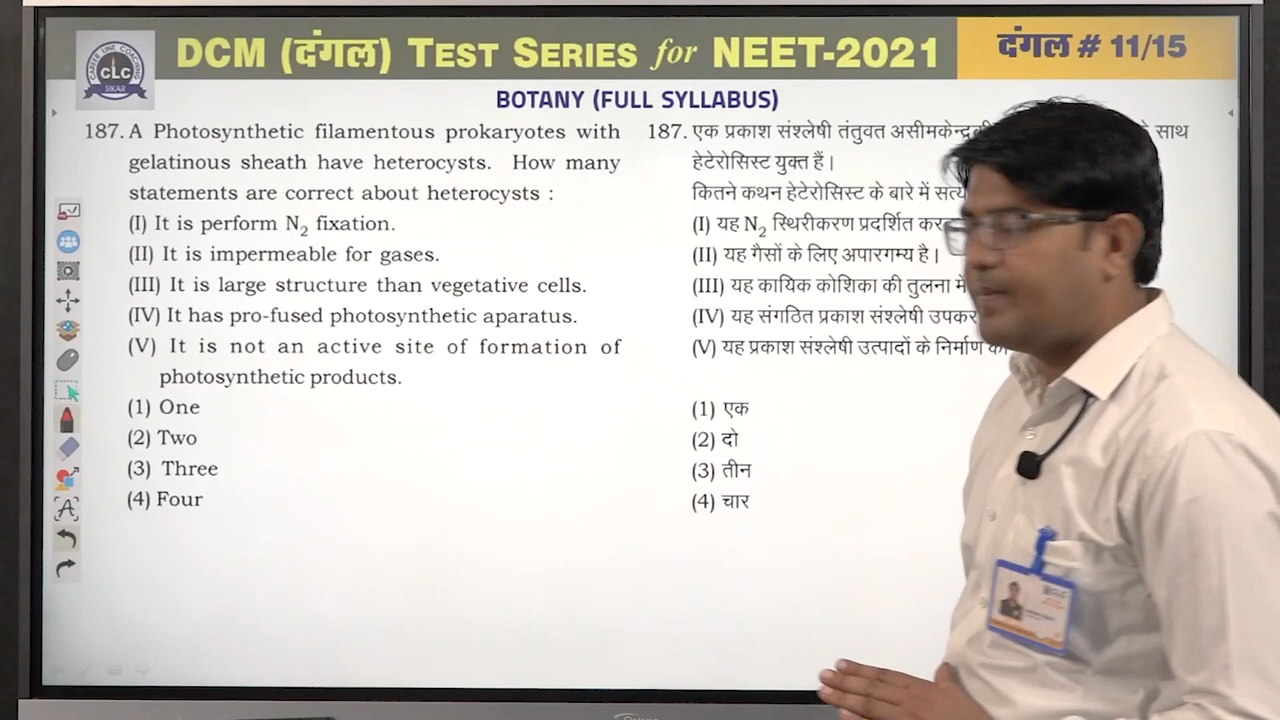 DCM (दंगल) TEST SERIES for NEET-2021
दंगल # 11/15
CAREER LINE COACHING
CLC
SIKAR
BOTANY (FULL SYLLABUS)
187. A Photosynthetic filamentous prokaryotes with
gelatinous sheath have heterocysts. How many
statements are correct about heterocysts :
(I) It is perform N₂ fixation.
(II) It is impermeable for gases.
(III) It is large structure than vegetative cells.
(IV) It has pro-fused photosynthetic apparatus.
(V) It is not an active site of formation of
photosynthetic products.
(1) One
(2) Two
(3) Three
(4) Four
187. एक प्रकाश संश्लेषी तंतुवत साथ
हेटेरोसिस्ट युक्त हैं।
कितने कथन हेटेरोसिस्ट के बारे में
(I) यह N₂ स्थिरीकरण प्रदर्शित
(II) यह गैसों के लिए अपारगम्य है।
(III) यह कायिक कोशिका की तुलना में
(IV) यह संगठित प्रकाश संश्लेषी
(V) यह प्रकाश संश्लेषी उत्पादों के निर्माण
(1) एक
(2) दो
(3) तीन
(4) चार